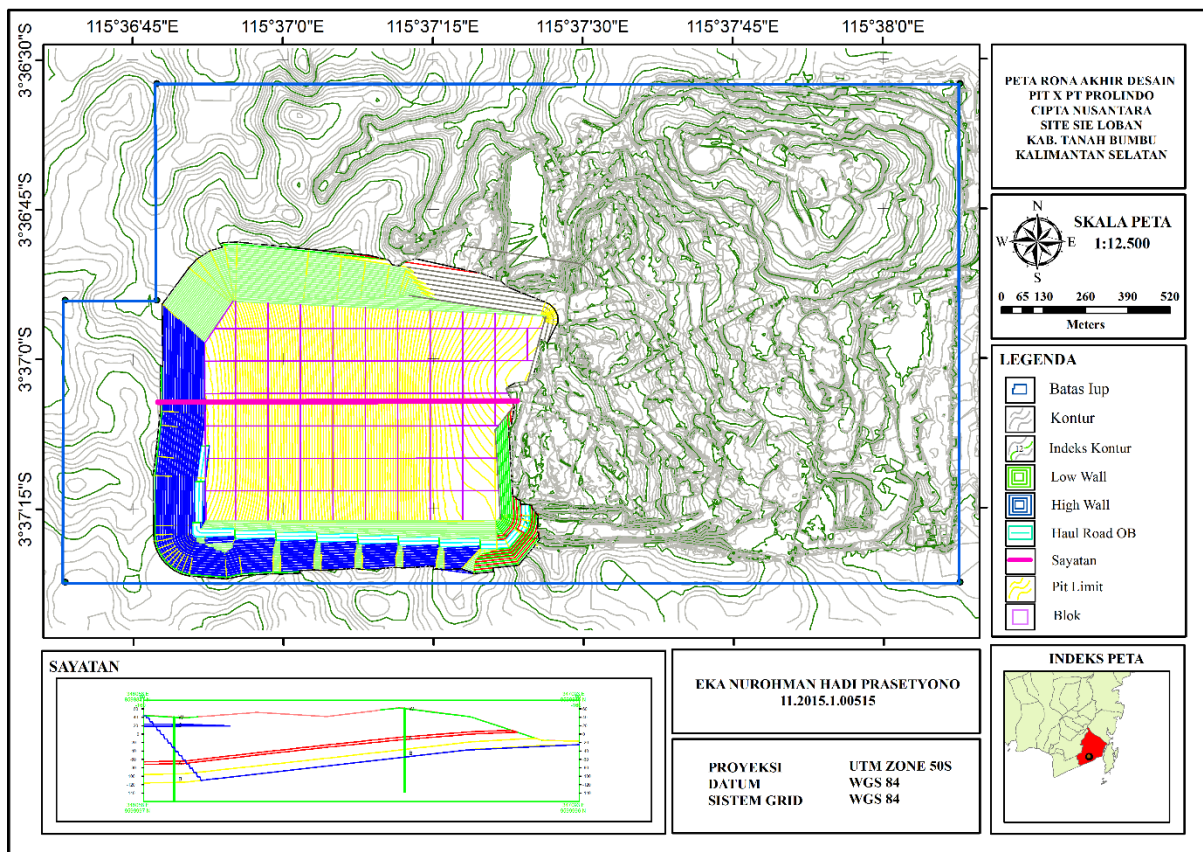 115°36'45"E 115°37'0"E 115°37'15"E 115°37'30"E 115°37'45"E 115°38'0"E
3°36'30"S
3°36'45"S
3°37'0"S
3°37'15"S
PETA RONA AKHIR DESAIN
PIT X PT PROLINDO
CIPTA NUSANTARA
SITE SIE LOBAN
KAB. TANAH BUMBU
KALIMANTAN SELATAN
N
W E
S
SKALA PETA
1:12.500
0 65 130 260 390 520
Meters
LEGENDA
Batas Iup
Kontur
12
Indeks Kontur
Low Wall
High Wall
Haul Road OB
Sayatan
Pit Limit
Blok
SAYATAN
EKA NUROHMAN HADI PRASETYONO
11.2015.1.00515
PROYEKSI UTM ZONE 50S
DATUM WGS 84
SISTEM GRID WGS 84
INDEKS PETA